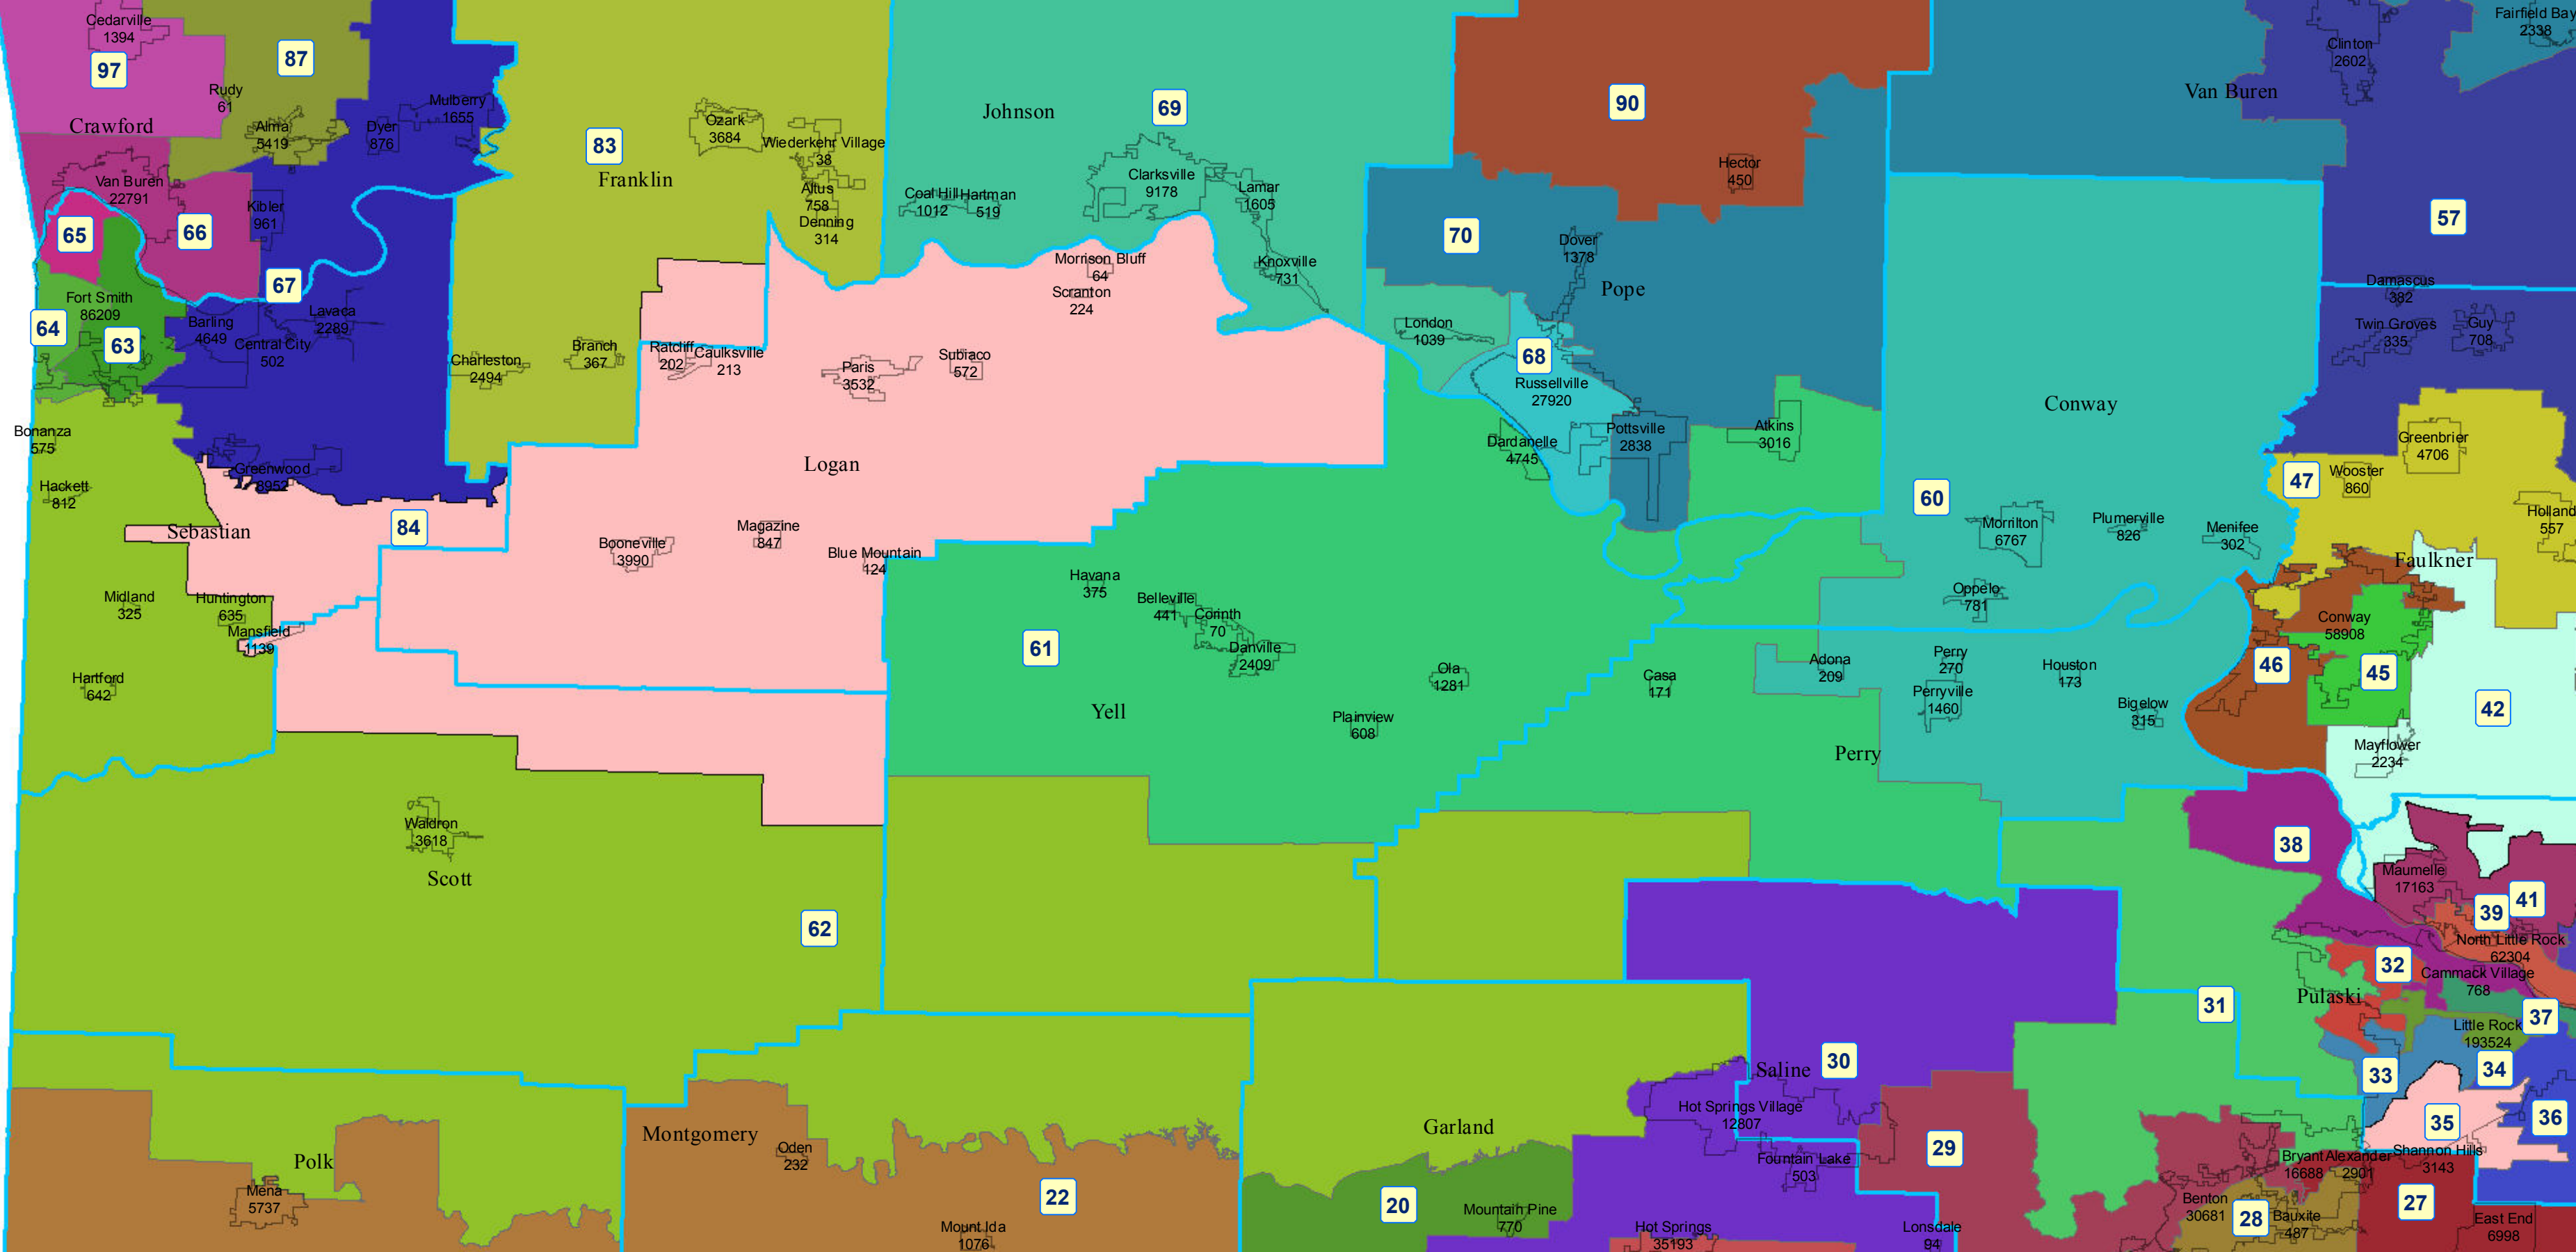 Cedarville
1394
97
87
Rudy
61
Crawford
Alma
5419
Dyer
876
Mulberry
1655
Van Buren
22791
Kibler
961
65
66
67
Fort Smith
86209
64
63
Barling
4649
Central City
502
Lavaca
2289
Bonanza
575
Hackett
812
Greenwood
8952
Sebastian
84
Midland
325
Huntington
635
Mansfield
1139
Hartford
642
83
Franklin
Ozark
3684
Wiederkehr Village
38
Altus
758
Denning
314
Charleston
2494
Branch
367
Ratcliff
202
Caulksville
213
Paris
3532
Subiaco
572
Morrison Bluff
64
Scranton
224
Logan
Booneville
3990
Magazine
847
Blue Mountain
124
Johnson
69
Coal Hill
1012
Hartman
519
Clarksville
9178
Lamar
1605
Knoxville
731
90
Hector
450
70
Dover
1378
Pope
London
1039
68
Russellville
27920
Pottsville
2838
Dardanelle
4745
Atkins
3016
Van Buren
Clinton
2602
Fairfield Bay
2338
57
Damascus
382
Twin Groves
335
Guy
708
Conway
60
Morrilton
6767
Plumerville
826
Menifee
302
Oppelo
781
47
Wooster
860
Greenbrier
4706
Holland
557
Faulkner
Conway
58908
46
45
42
Mayflower
2234
Havana
375
Belleville
441
Corinth
70
Danville
2409
61
Ola
1281
Yell
Plainview
608
Casa
171
Adona
209
Perry
270
Perryville
1460
Houston
173
Bigelow
315
Perry
Waldron
3618
Scott
62
38
Maumelle
17163
39
41
North Little Rock
62304
32
Cammack Village
768
Pulaski
31
37
Little Rock
193524
33
34
35
36
30
Saline
Hot Springs Village
12807
Fountain Lake
503
29
Garland
20
Mountain Pine
770
Hot Springs
35193
Lonsdale
94
Montgomery
Oden
232
22
Mount Ida
1076
Polk
Mena
5737
Bryant
16688
Alexander
2901
Shannon Hills
3143
Benton
30681
28
Bauxite
487
27
East End
6998